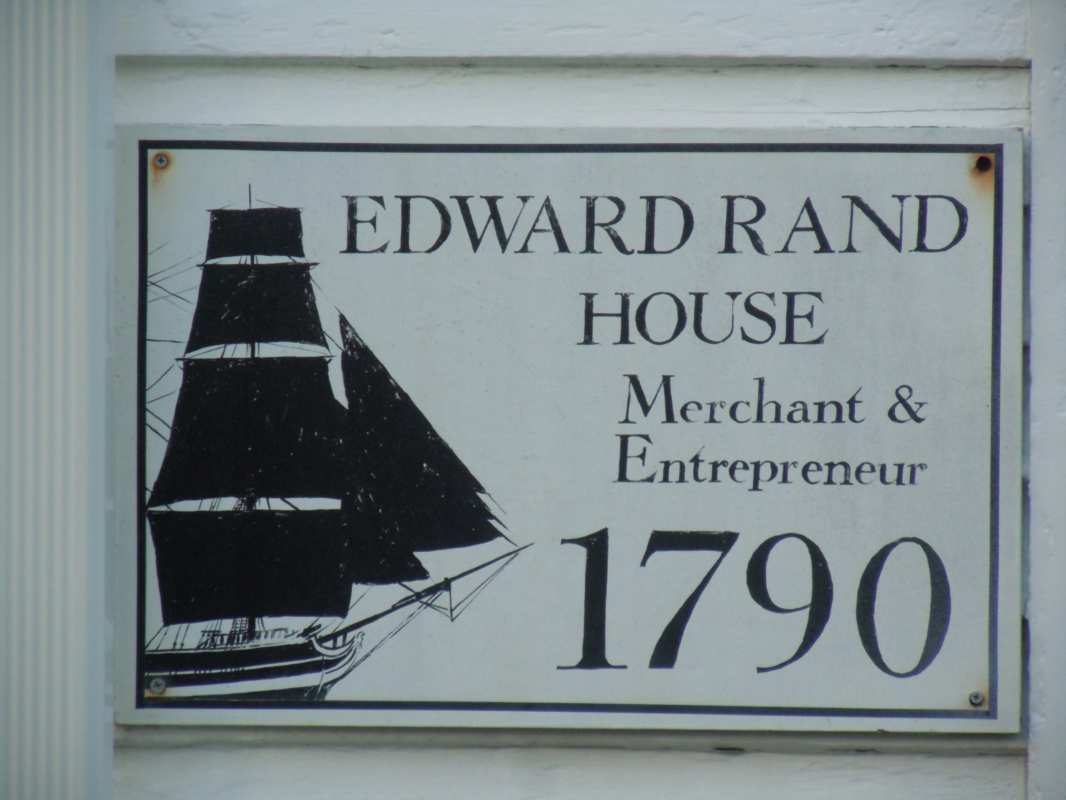 EDWARD RAND
HOUSE
Merchant &
Entrepreneur
1790